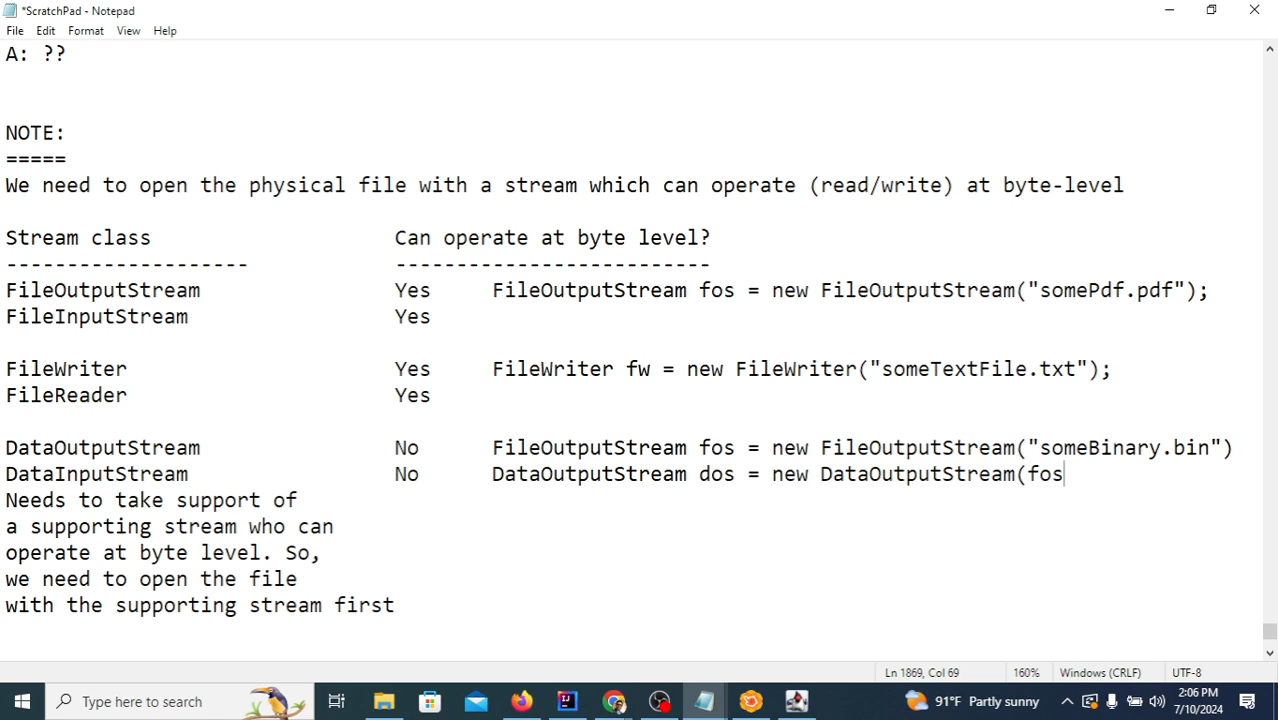 *ScratchPad - Notepad
File Edit Format View Help
A: ??
NOTE:
=====
We need to open the physical file with a stream which can operate (read/write) at byte-level
Stream class Can operate at byte level?
-------------------- --------------------------
FileOutputStream Yes FileOutputStream fos = new FileOutputStream("somePdf.pdf");
FileInputStream Yes
FileWriter Yes FileWriter fw = new FileWriter("someTextFile.txt");
FileReader Yes
DataOutputStream No FileOutputStream fos = new FileOutputStream("someBinary.bin")
DataInputStream No DataOutputStream dos = new DataOutputStream(fos
Needs to take support of
a supporting stream who can
operate at byte level. So,
we need to open the file
with the supporting stream first
Ln 1869, Col 69 160% Windows (CRLF) UTF-8
Type here to search 91°F Partly sunny 2:06 PM
7/10/2024